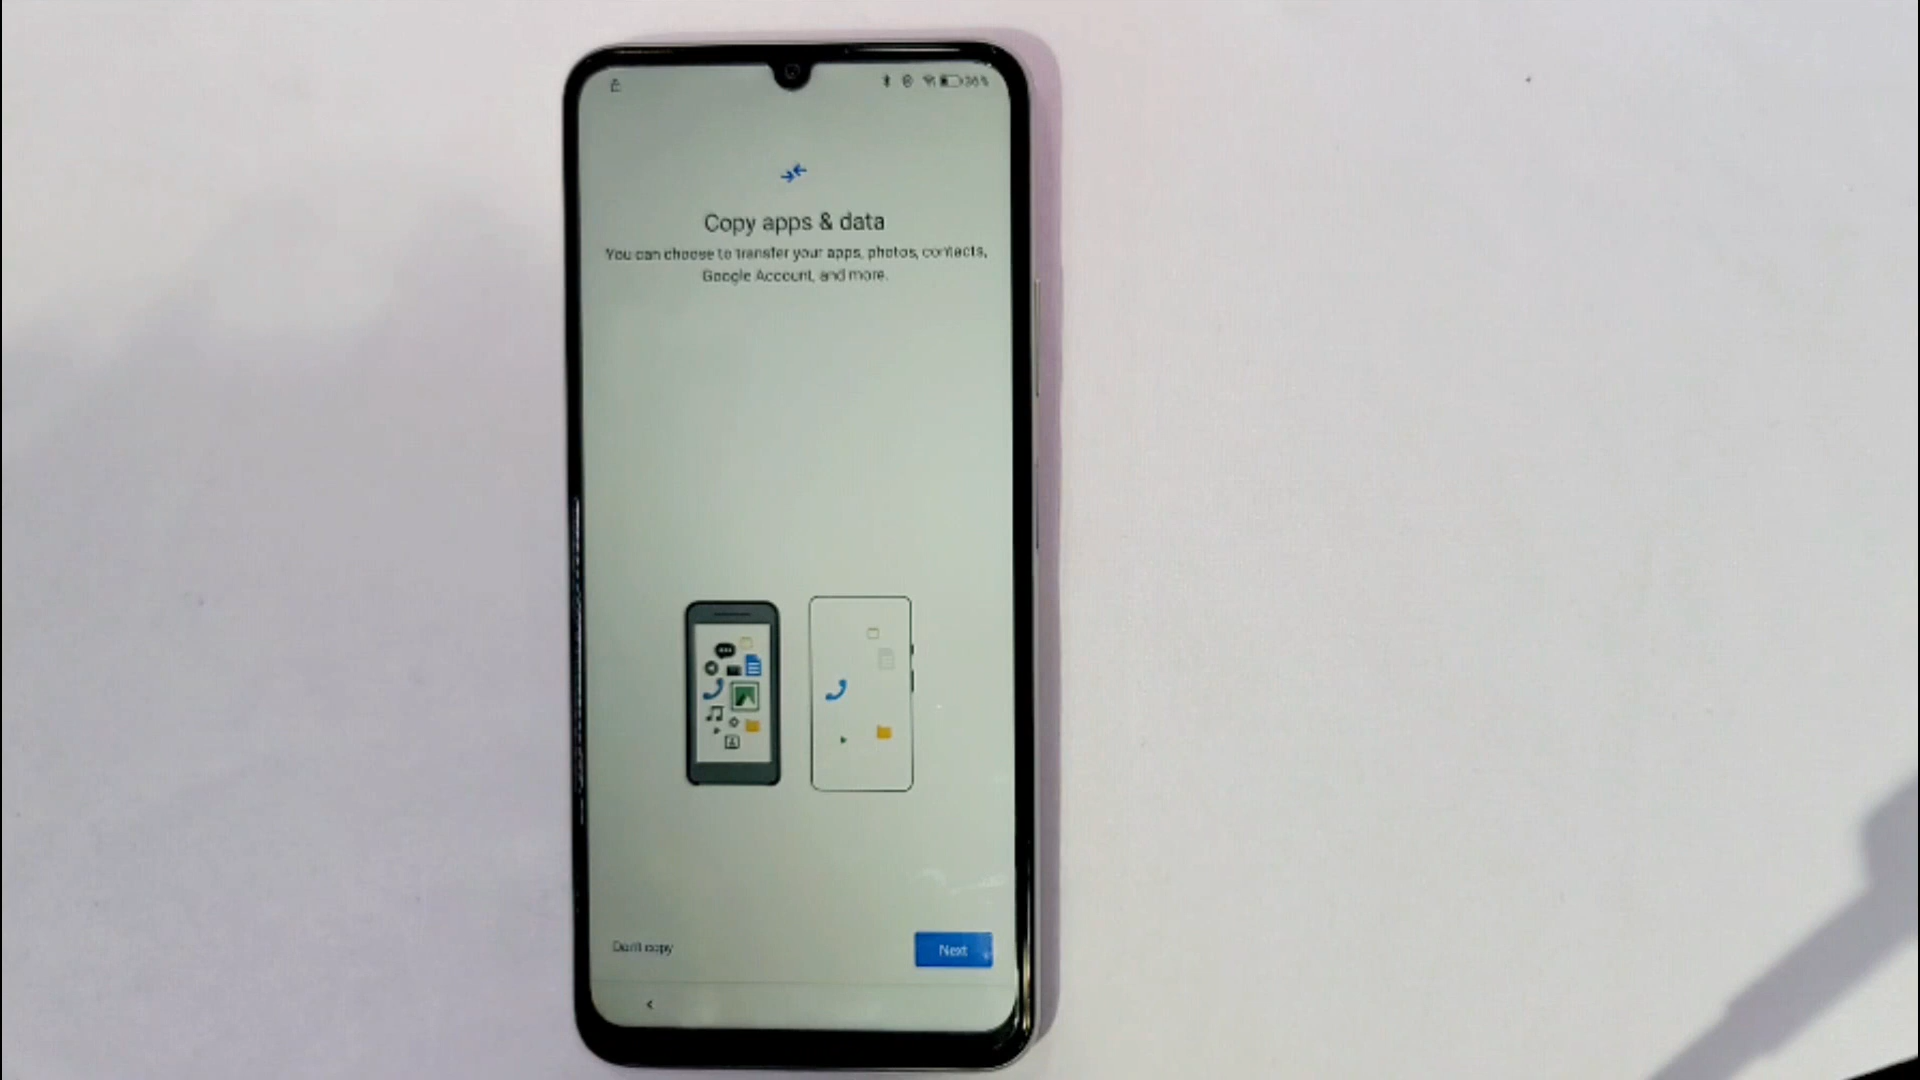 36%
Copy apps & data
You can choose to transfer your apps, photos, contacts,
Google Account, and more.
Don't copy
Next